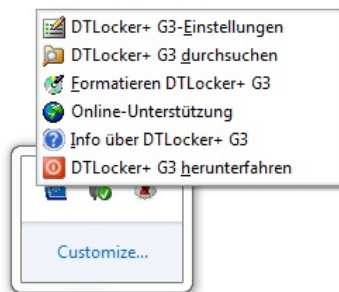 DTLocker+ G3-Einstellungen
DTLocker+ G3 durchsuchen
Formatieren DTLocker+ G3
Online-Unterstützung
Info über DTLocker+ G3
DTLocker+ G3 herunterfahren
Customize...